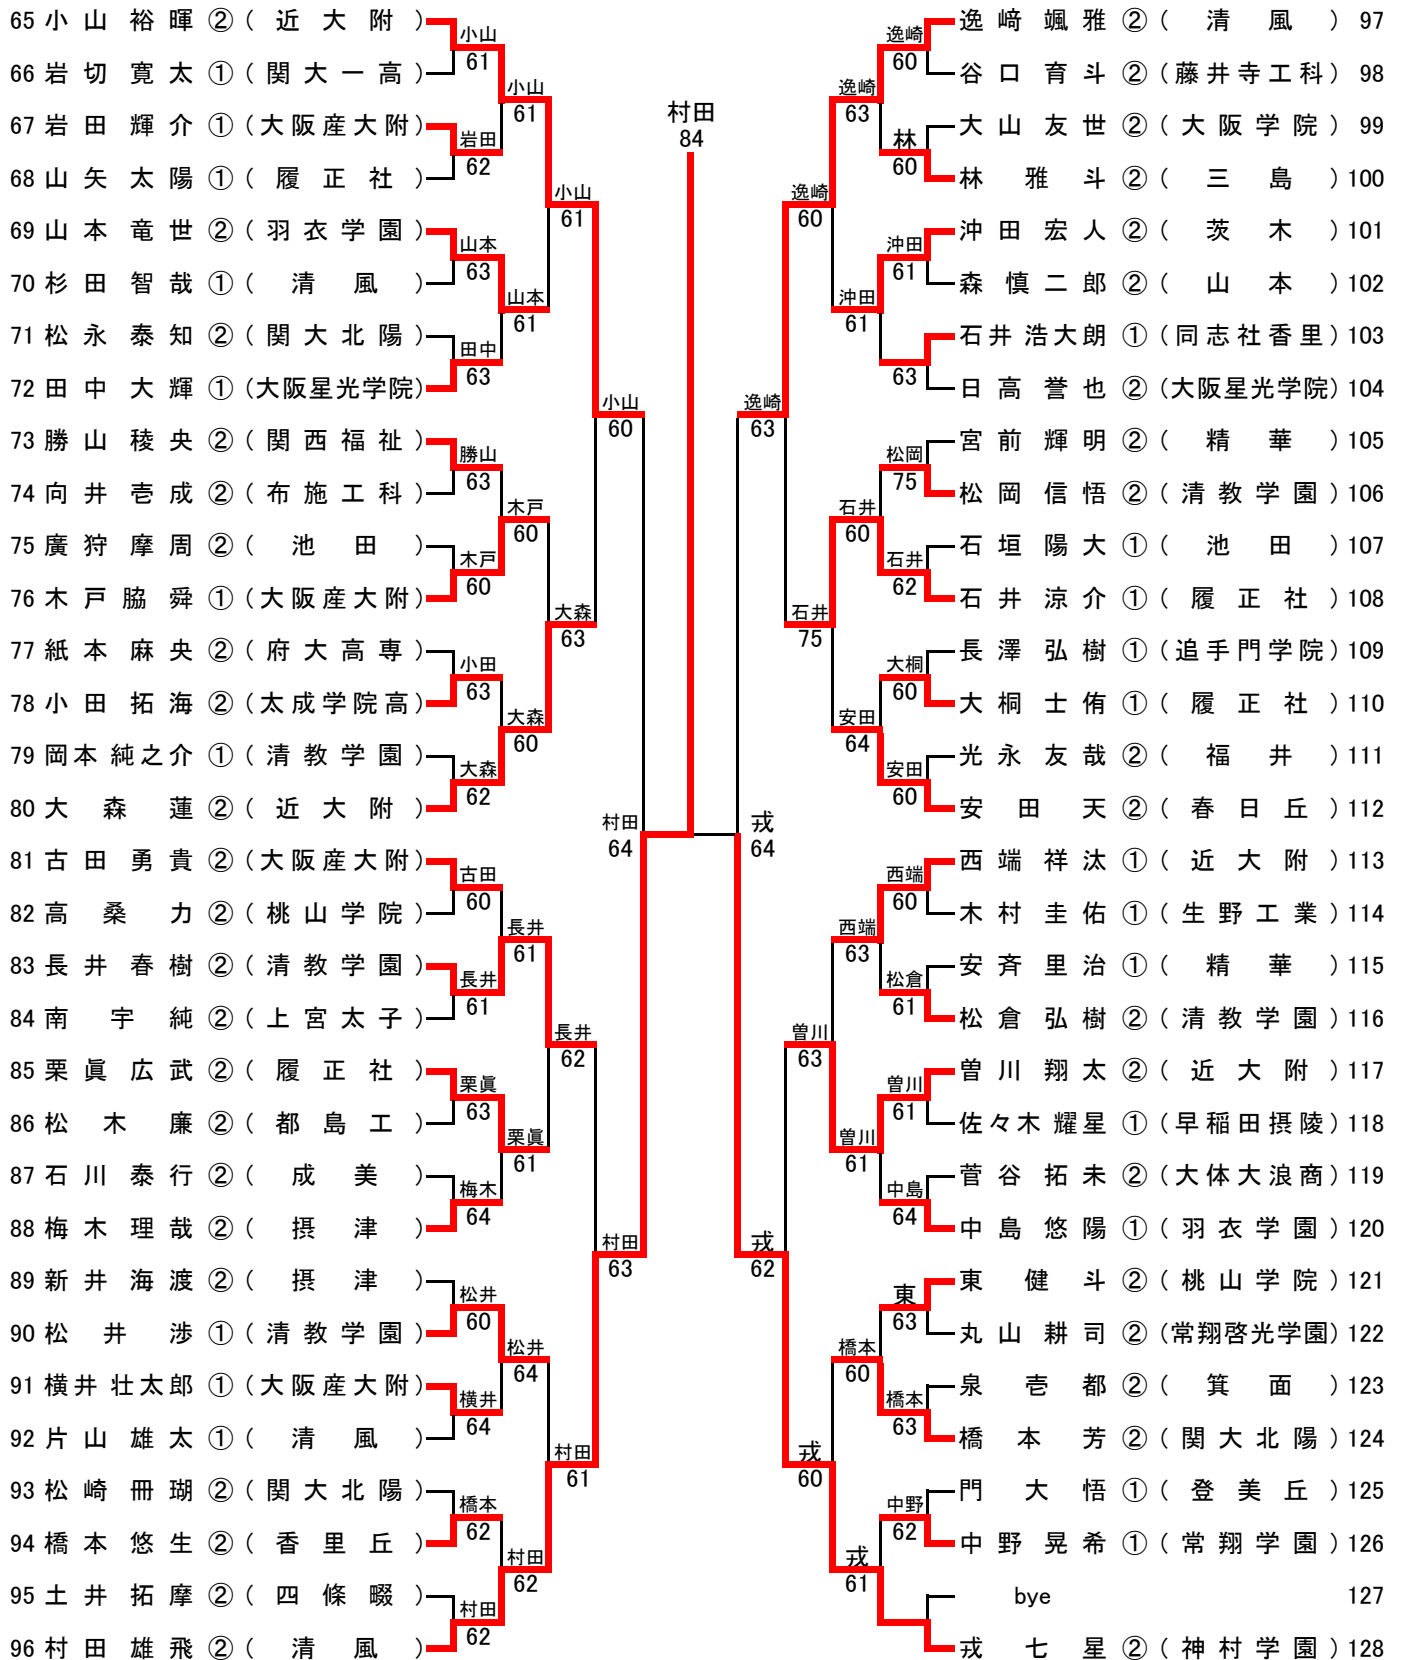 65 小山裕暉 ② ( 近大附 )
66 岩切寛太 ① ( 関大一高 )
67 岩田輝介 ① ( 大阪産大附 )
68 山矢太陽 ① ( 履正社 )
69 山本竜世 ② ( 羽衣学園 )
70 杉田智哉 ① ( 清風 )
71 松永泰知 ② ( 関大北陽 )
72 田中大輝 ① ( 大阪星光学院 )
73 勝山稜央 ② ( 関西福祉 )
74 向井壱成 ② ( 布施工科 )
75 廣狩摩周 ② ( 池田 )
76 木戸脇舜 ① ( 大阪産大附 )
77 紙本麻央 ② ( 府大高専 )
78 小田拓海 ② ( 太成学院高 )
79 岡本純之介 ① ( 清教学園 )
80 大森蓮 ② ( 近大附 )
81 古田勇貴 ② ( 大阪産大附 )
82 高桑力 ② ( 桃山学院 )
83 長井春樹 ② ( 清教学園 )
84 南宇純 ② ( 上宮太子 )
85 栗眞広武 ② ( 履正社 )
86 松木廉 ② ( 都島工 )
87 石川泰行 ② ( 成美 )
88 梅木理哉 ② ( 摂津 )
89 新井海渡 ② ( 摂津 )
90 松井渉 ① ( 清教学園 )
91 横井壮太郎 ① ( 大阪産大附 )
92 片山雄太 ① ( 清風 )
93 松崎冊瑚 ② ( 関大北陽 )
94 橋本悠生 ② ( 香里丘 )
95 土井拓摩 ② ( 四條畷 )
96 村田雄飛 ② ( 清風 )
小山
61
岩田
62
山本
63
田中
63
勝山
63
木戸
60
小田
63
大森
62
古田
60
長井
61
栗眞
63
梅木
64
松井
60
横井
64
橋本
62
村田
62
小山
61
山本
61
木戸
60
大森
60
長井
61
栗眞
61
松井
64
村田
62
小山
61
大森
63
長井
62
村田
61
小山
60
村田
63
村田
64
村田
84
戎
64
逸崎
63
戎
62
逸崎
60
石井
75
曽川
63
戎
60
逸崎
63
沖田
61
石井
60
安田
64
西端
63
曽川
61
橋本
60
戎
61
逸崎
60
林
60
沖田
61
63
松岡
75
石井
62
大桐
60
安田
60
西端
60
松倉
61
曽川
61
中島
64
東
63
橋本
63
中野
62
逸﨑颯雅 ② ( 清風 ) 97
谷口育斗 ② ( 藤井寺工科 ) 98
大山友世 ② ( 大阪学院 ) 99
林雅斗 ② ( 三島 ) 100
沖田宏人 ② ( 茨木 ) 101
森慎二郎 ② ( 山本 ) 102
石井浩大朗 ① ( 同志社香里 ) 103
日高誉也 ② ( 大阪星光学院 ) 104
宮前輝明 ② ( 精華 ) 105
松岡信悟 ② ( 清教学園 ) 106
石垣陽大 ① ( 池田 ) 107
石井涼介 ① ( 履正社 ) 108
長澤弘樹 ① ( 追手門学院 ) 109
大桐士侑 ① ( 履正社 ) 110
光永友哉 ② ( 福井 ) 111
安田天 ② ( 春日丘 ) 112
西端祥汰 ① ( 近大附 ) 113
木村圭佑 ① ( 生野工業 ) 114
安斉里治 ① ( 精華 ) 115
松倉弘樹 ② ( 清教学園 ) 116
曽川翔太 ② ( 近大附 ) 117
佐々木耀星 ① ( 早稲田摂陵 ) 118
菅谷拓未 ② ( 大体大浪商 ) 119
中島悠陽 ① ( 羽衣学園 ) 120
東健斗 ② ( 桃山学院 ) 121
丸山耕司 ② ( 常翔啓光学園 ) 122
泉壱都 ② ( 箕面 ) 123
橋本芳 ② ( 関大北陽 ) 124
門大悟 ① ( 登美丘 ) 125
中野晃希 ① ( 常翔学園 ) 126
bye 127
戎七星 ② ( 神村学園 ) 128